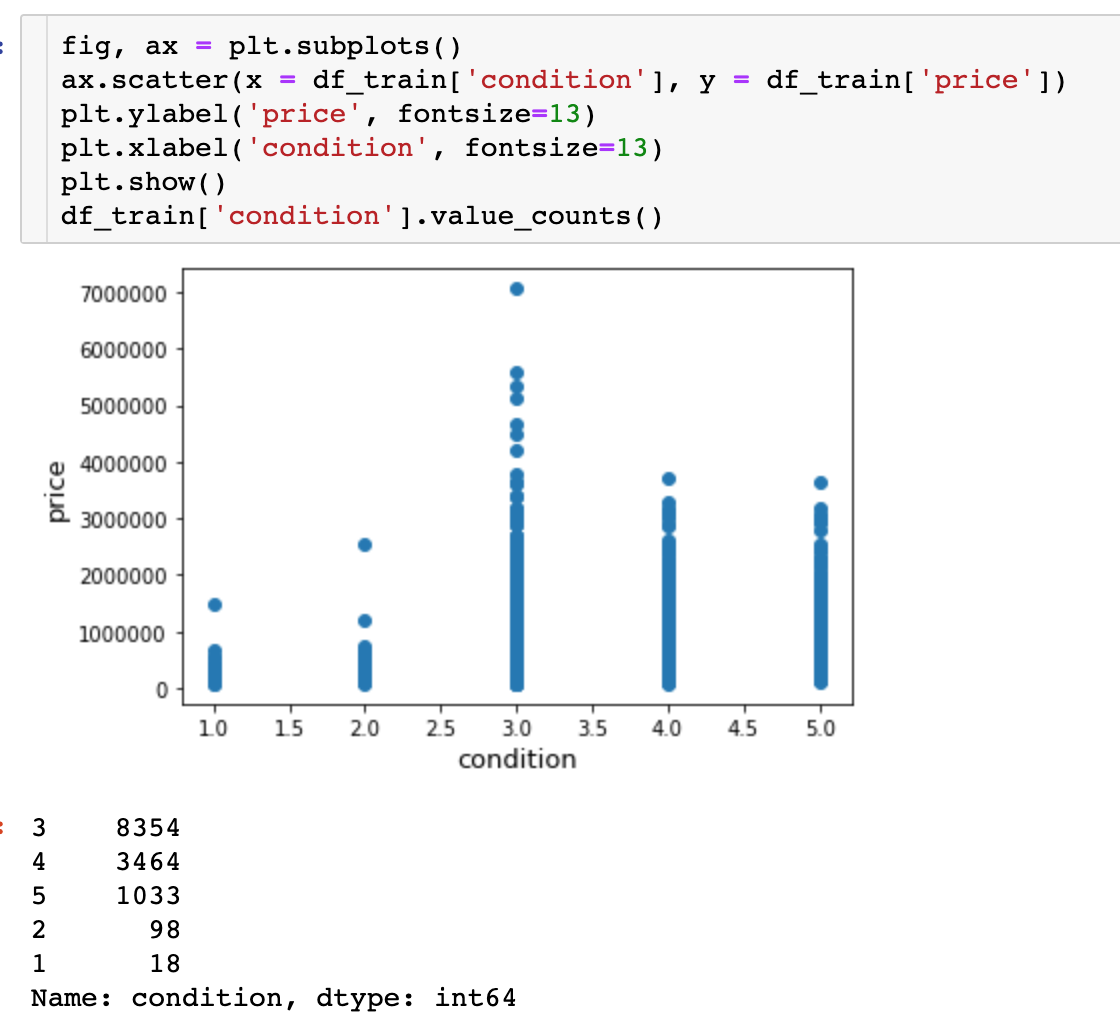 :
fig, ax = plt.subplots()
ax.scatter(x = df_train['condition'], y = df_train['price'])
plt.ylabel('price', fontsize=13)
plt.xlabel('condition', fontsize=13)
plt.show()
df_train['condition'].value_counts()
7000000
6000000
5000000
4000000
3000000
2000000
1000000
0
price
1.0 1.5 2.0 2.5 3.0 3.5 4.0 4.5 5.0
condition
: 3 8354
4 3464
5 1033
2 98
1 18
Name: condition, dtype: int64